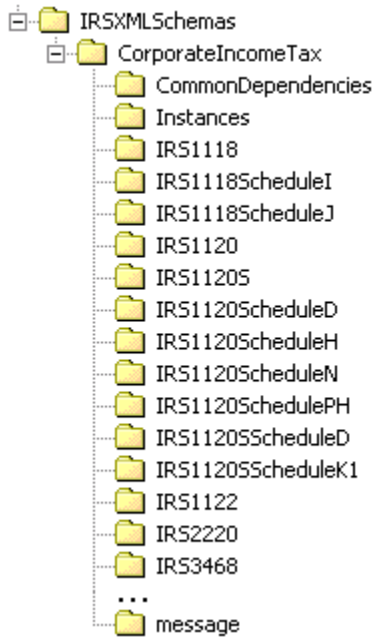 IRSXMLSchemas
CorporateIncomeTax
CommonDependencies
Instances
IRS1118
IRS1118ScheduleI
IRS1118ScheduleJ
IRS1120
IRS1120S
IRS1120ScheduleD
IRS1120ScheduleH
IRS1120ScheduleN
IRS1120SchedulePH
IRS1120SScheduleD
IRS1120SScheduleK1
IRS1122
IRS2220
IRS3468
...
message